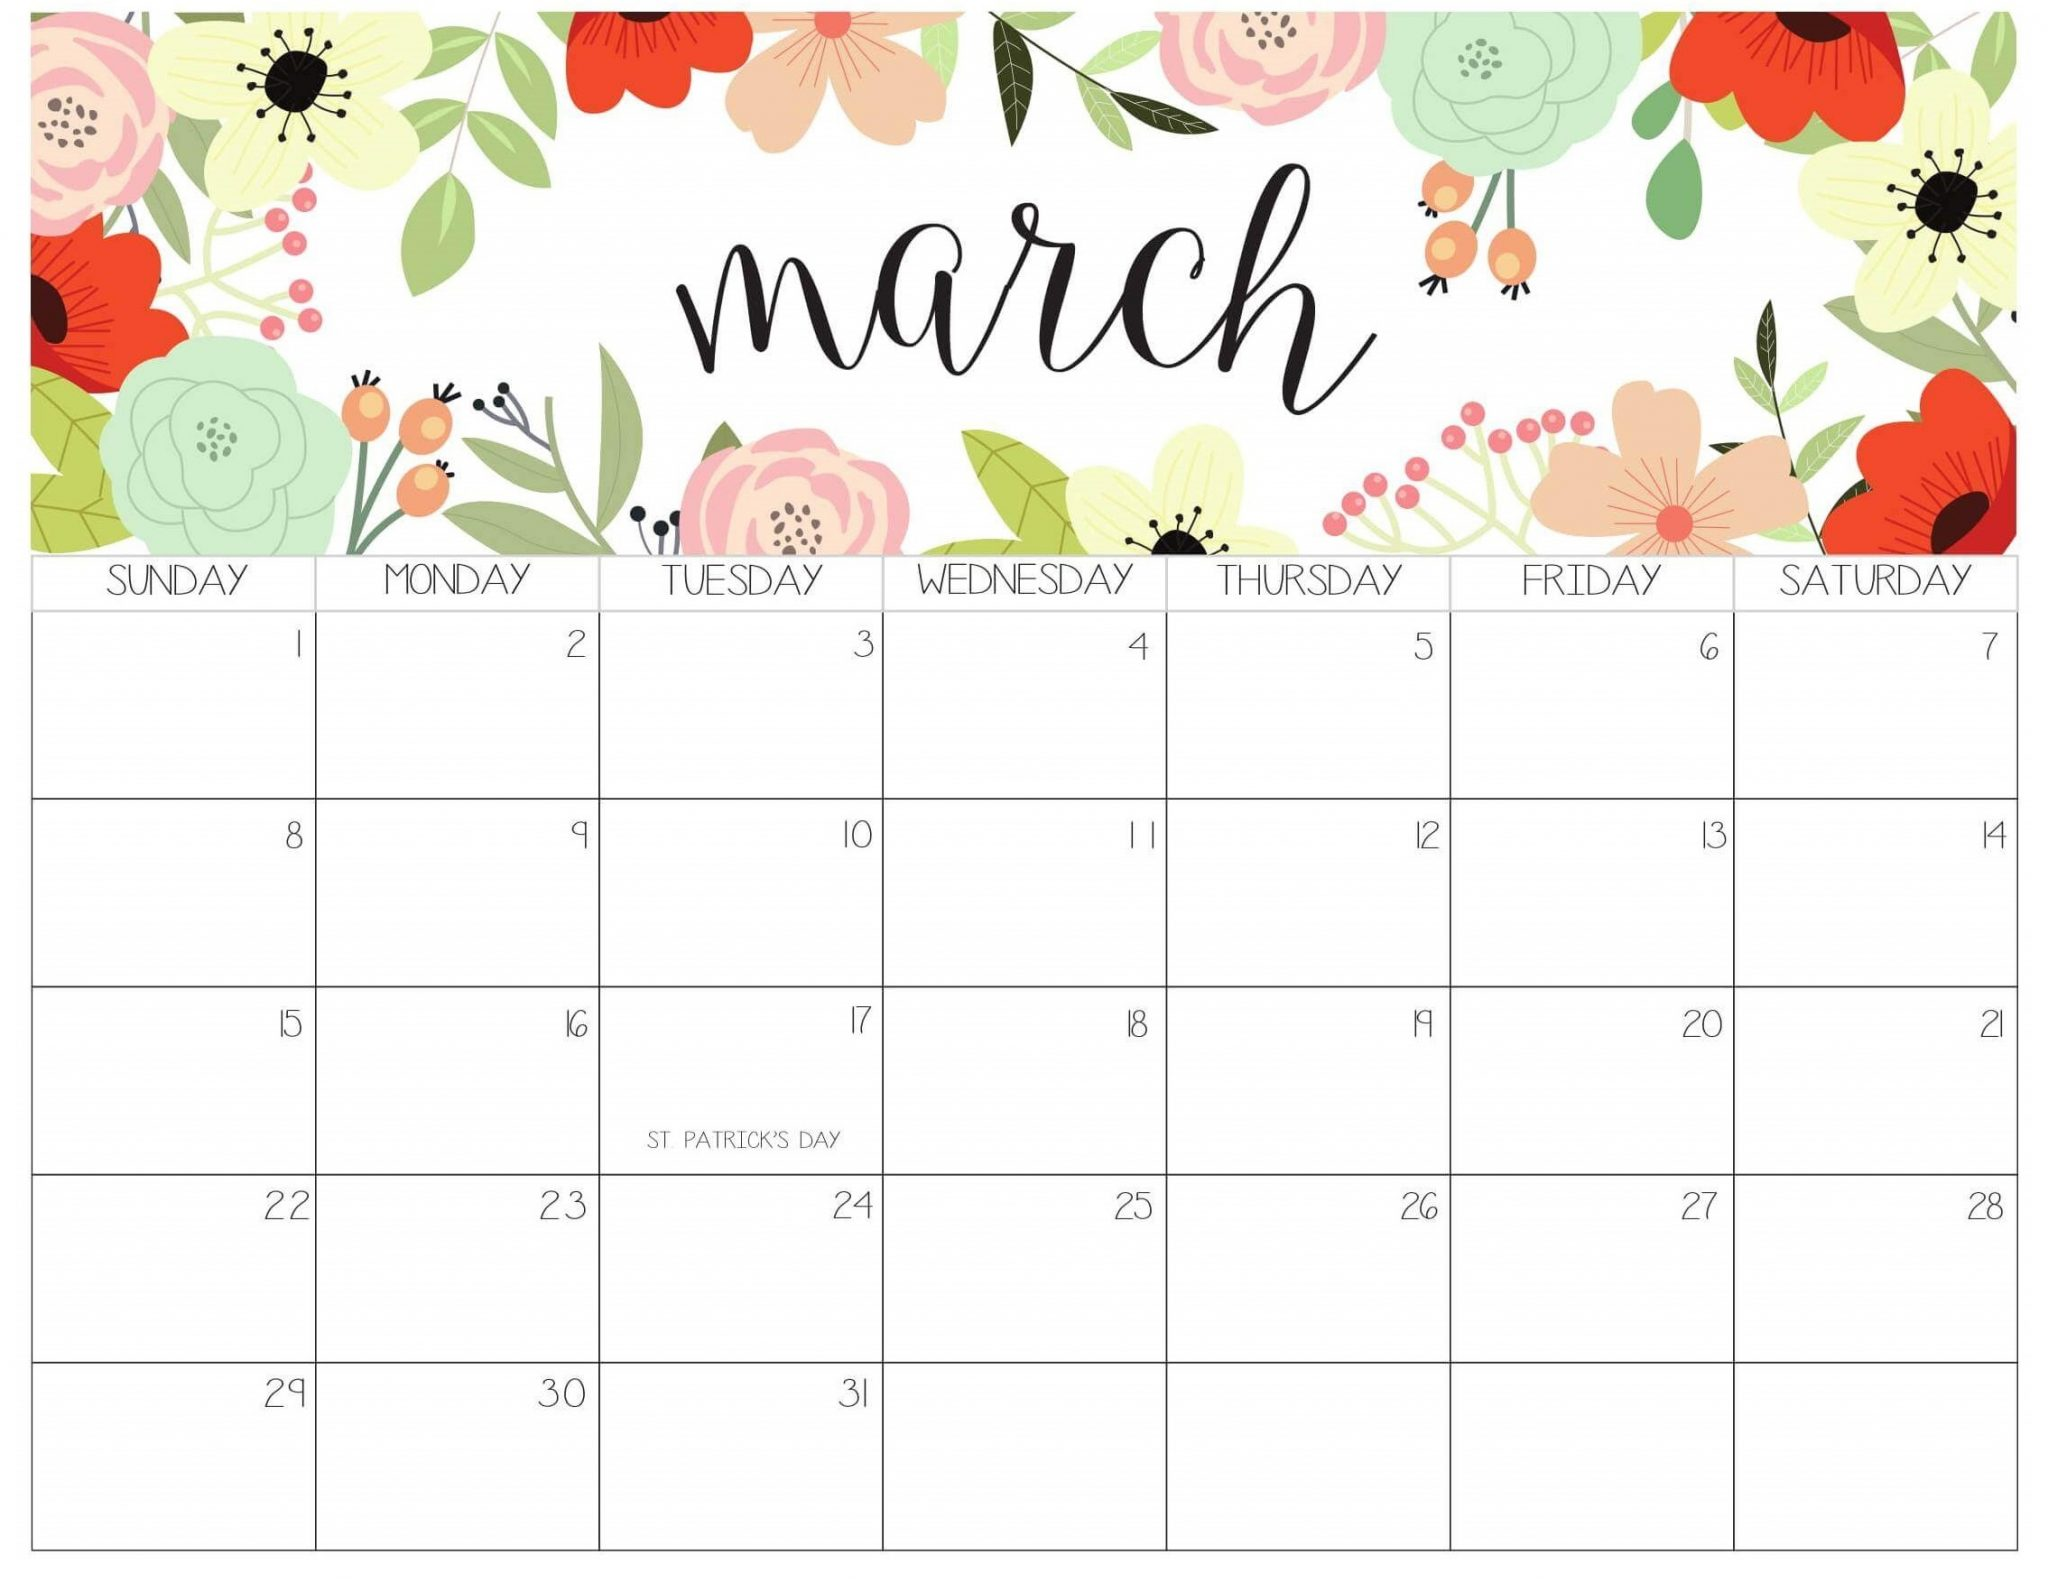 march
SUNDAY MONDAY TUESDAY WEDNESDAY THURSDAY FRIDAY SATURDAY
1 2 3 4 5 6 7
8 9 10 11 12 13 14
15 16 17 18 19 20 21
ST. PATRICK'S DAY
22 23 24 25 26 27 28
29 30 31